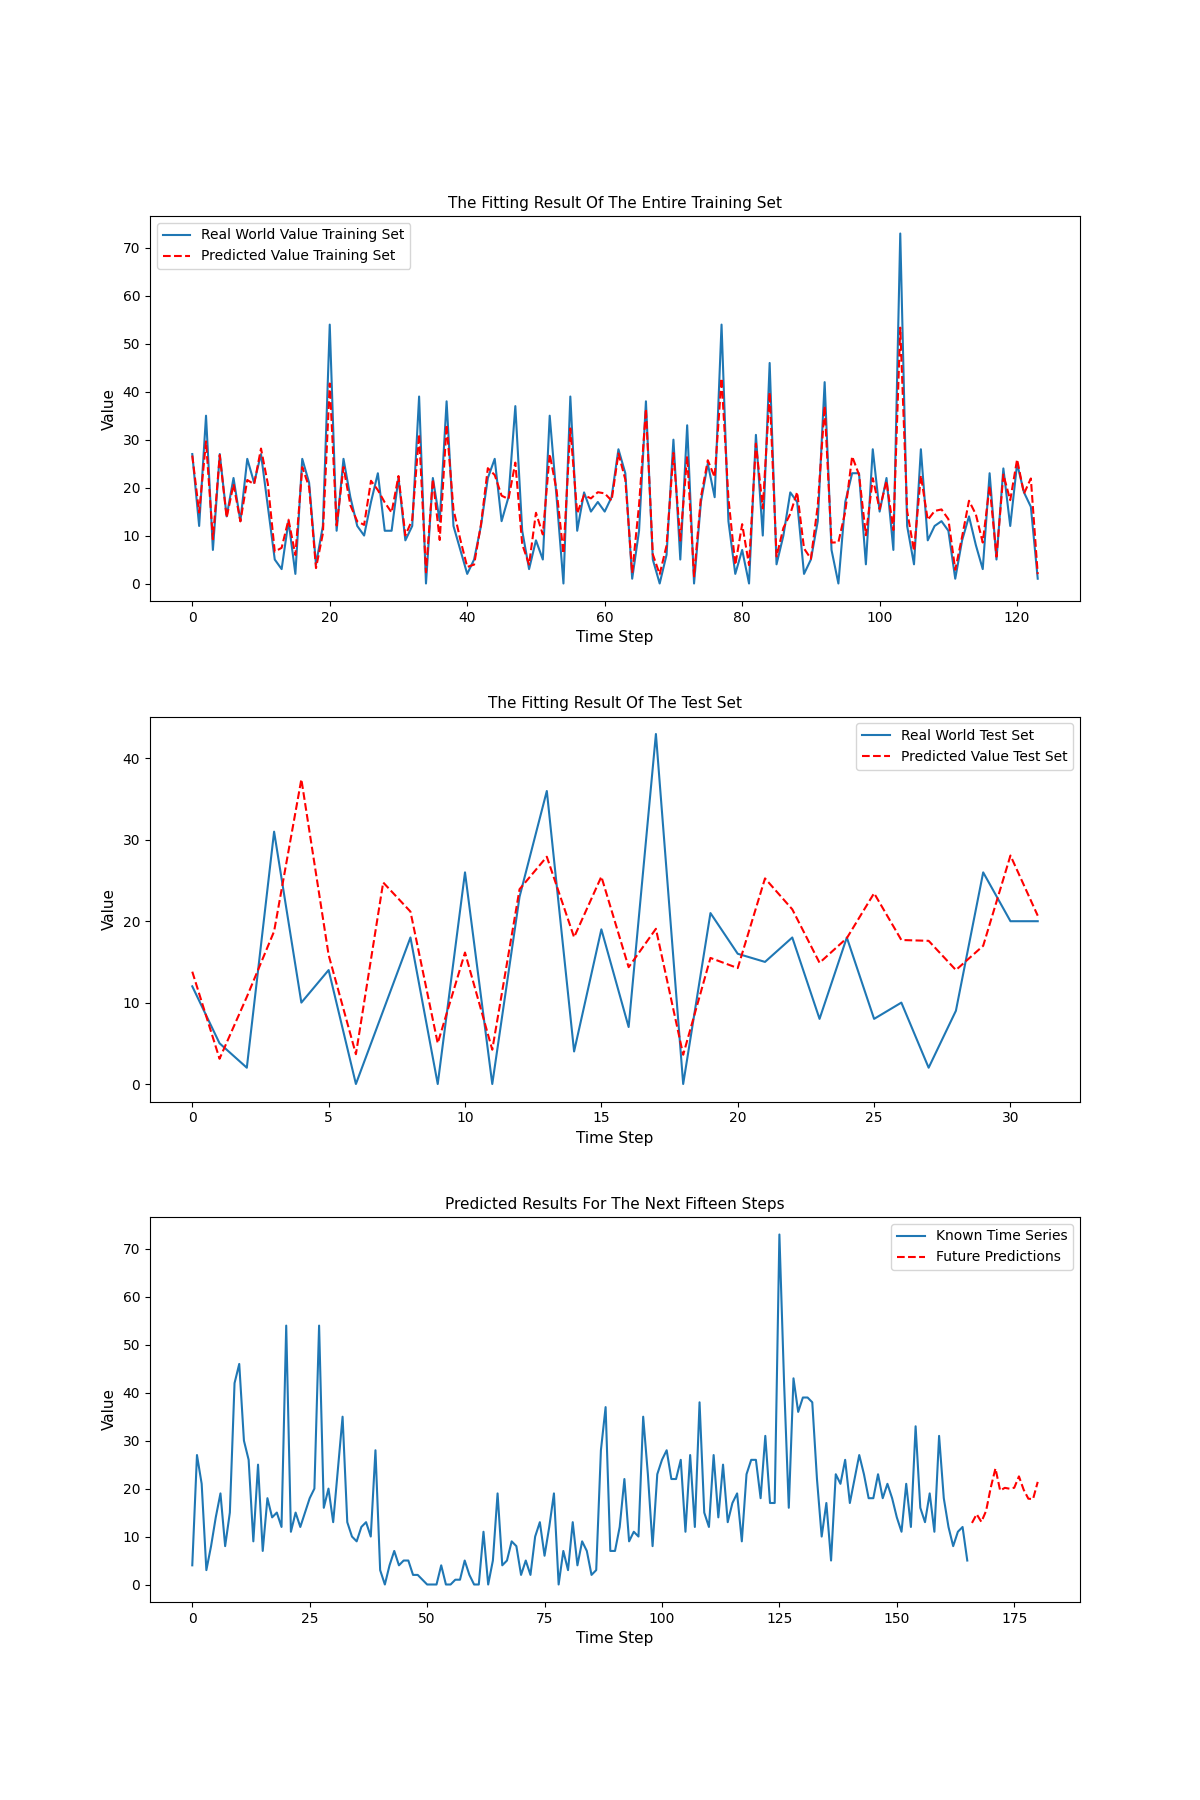 The Fitting Result Of The Entire Training Set
Real World Value Training Set
Predicted Value Training Set
Value
70
60
50
40
30
20
10
0
0 20 40 60 80 100 120
Time Step
The Fitting Result Of The Test Set
Real World Test Set
Predicted Value Test Set
Value
40
30
20
10
0
0 5 10 15 20 25 30
Time Step
Predicted Results For The Next Fifteen Steps
Known Time Series
Future Predictions
Value
70
60
50
40
30
20
10
0
0 25 50 75 100 125 150 175
Time Step